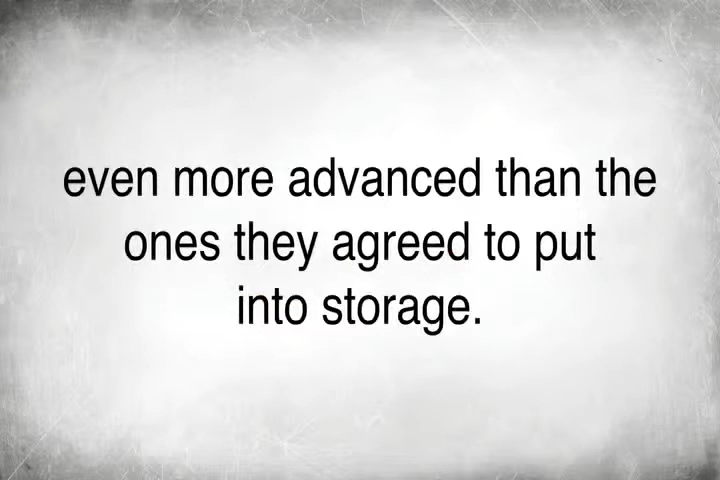 even more advanced than the
ones they agreed to put
into storage.